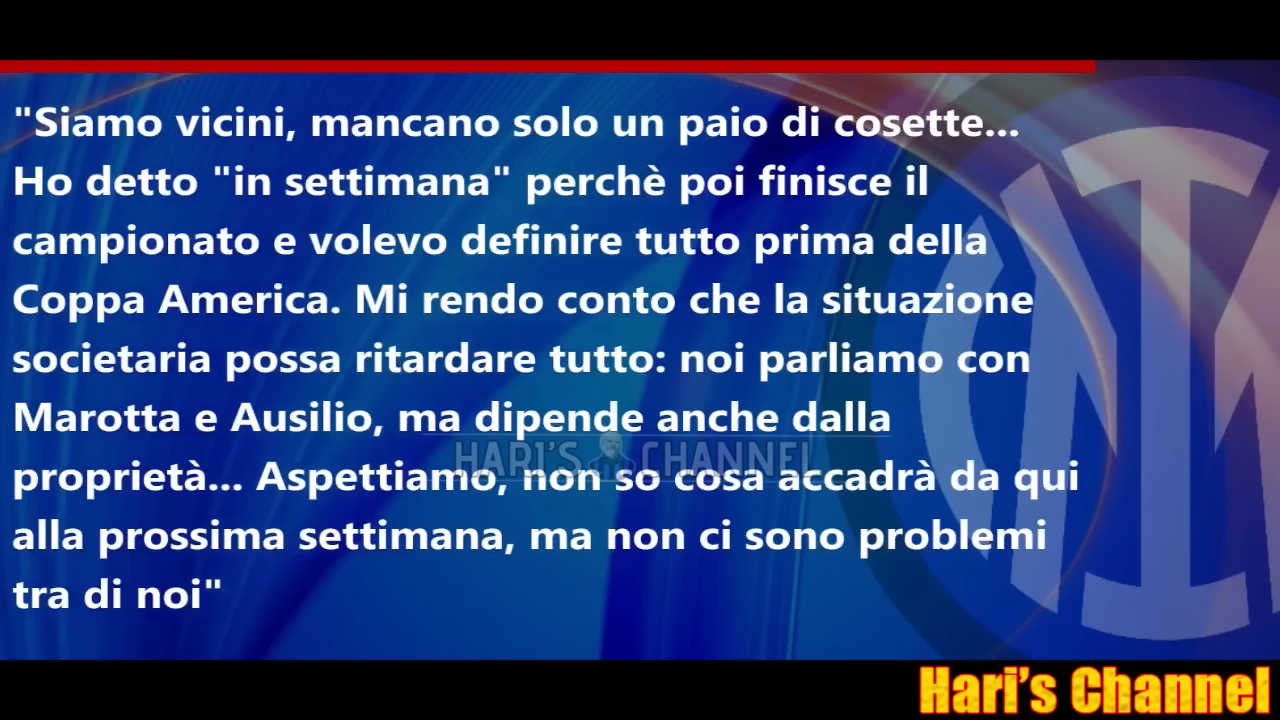 "Siamo vicini, mancano solo un paio di cosette...
Ho detto "in settimana" perchè poi finisce il
campionato e volevo definire tutto prima della
Coppa America. Mi rendo conto che la situazione
societaria possa ritardare tutto: noi parliamo con
Marotta e Ausilio, ma dipende anche dalla
HARI'S CHANNEL
proprietà... Aspettiamo, non so cosa accadrà da qui
alla prossima settimana, ma non ci sono problemi
tra di noi"
Hari's Channel